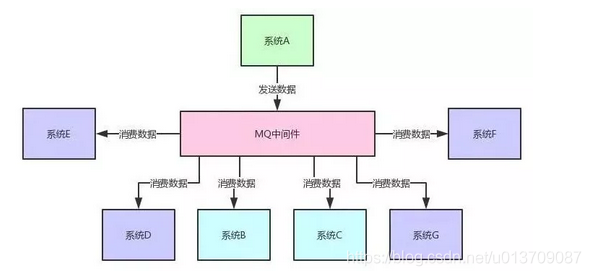 系统A
发送数据
系统E
消费数据
MQ中间件
消费数据
系统F
消费数据
消费数据
消费数据
消费数据
系统D
系统B
系统C
系统G
https://blog.csdn.net/u013709087